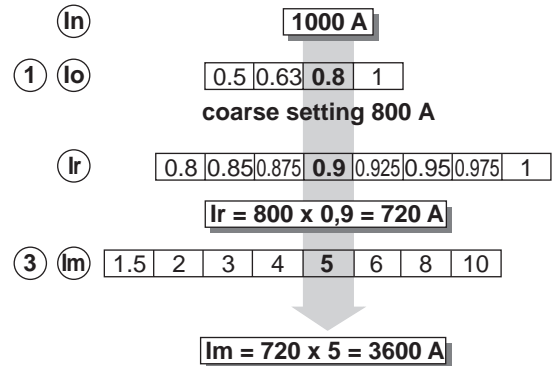 In 1000 A
1 Io 0.5 0.63 0.8 1
coarse setting 800 A
Ir 0.8 0.85 0.875 0.9 0.925 0.95 0.975 1
Ir = 800 x 0,9 = 720 A
3 Im 1.5 2 3 4 5 6 8 10
Im = 720 x 5 = 3600 A